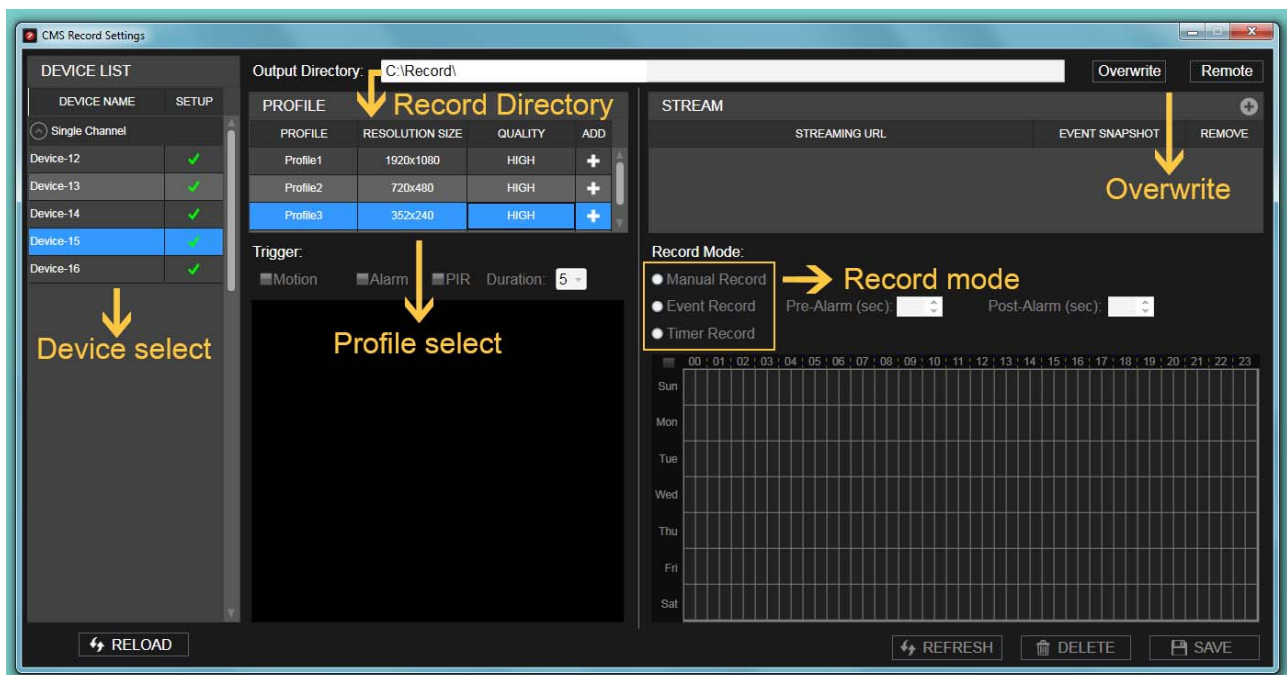 CMS Record Settings
DEVICE LIST
Output Directory: C:\Record\
Overwrite
Remote
DEVICE NAME SETUP
PROFILE
Record Directory
STREAM
PROFILE RESOLUTION SIZE QUALITY ADD
STREAMING URL EVENT SNAPSHOT REMOVE
Single Channel
Device-12
Profile1 1920x1080 HIGH
Device-13
Profile2 720x480 HIGH
Overwrite
Device-14
Profile3 352x240 HIGH
Device-15
Device-16
Trigger:
Motion Alarm PIR Duration: 5
Device select
Profile select
Record Mode:
Manual Record
Record mode
Event Record Pre-Alarm (sec): Post-Alarm (sec):
Timer Record
00 01 02 03 04 05 06 07 08 09 10 11 12 13 14 15 16 17 18 19 20 21 22 23
Sun
Mon
Tue
Wed
Thu
Fri
Sat
RELOAD
REFRESH
DELETE
SAVE